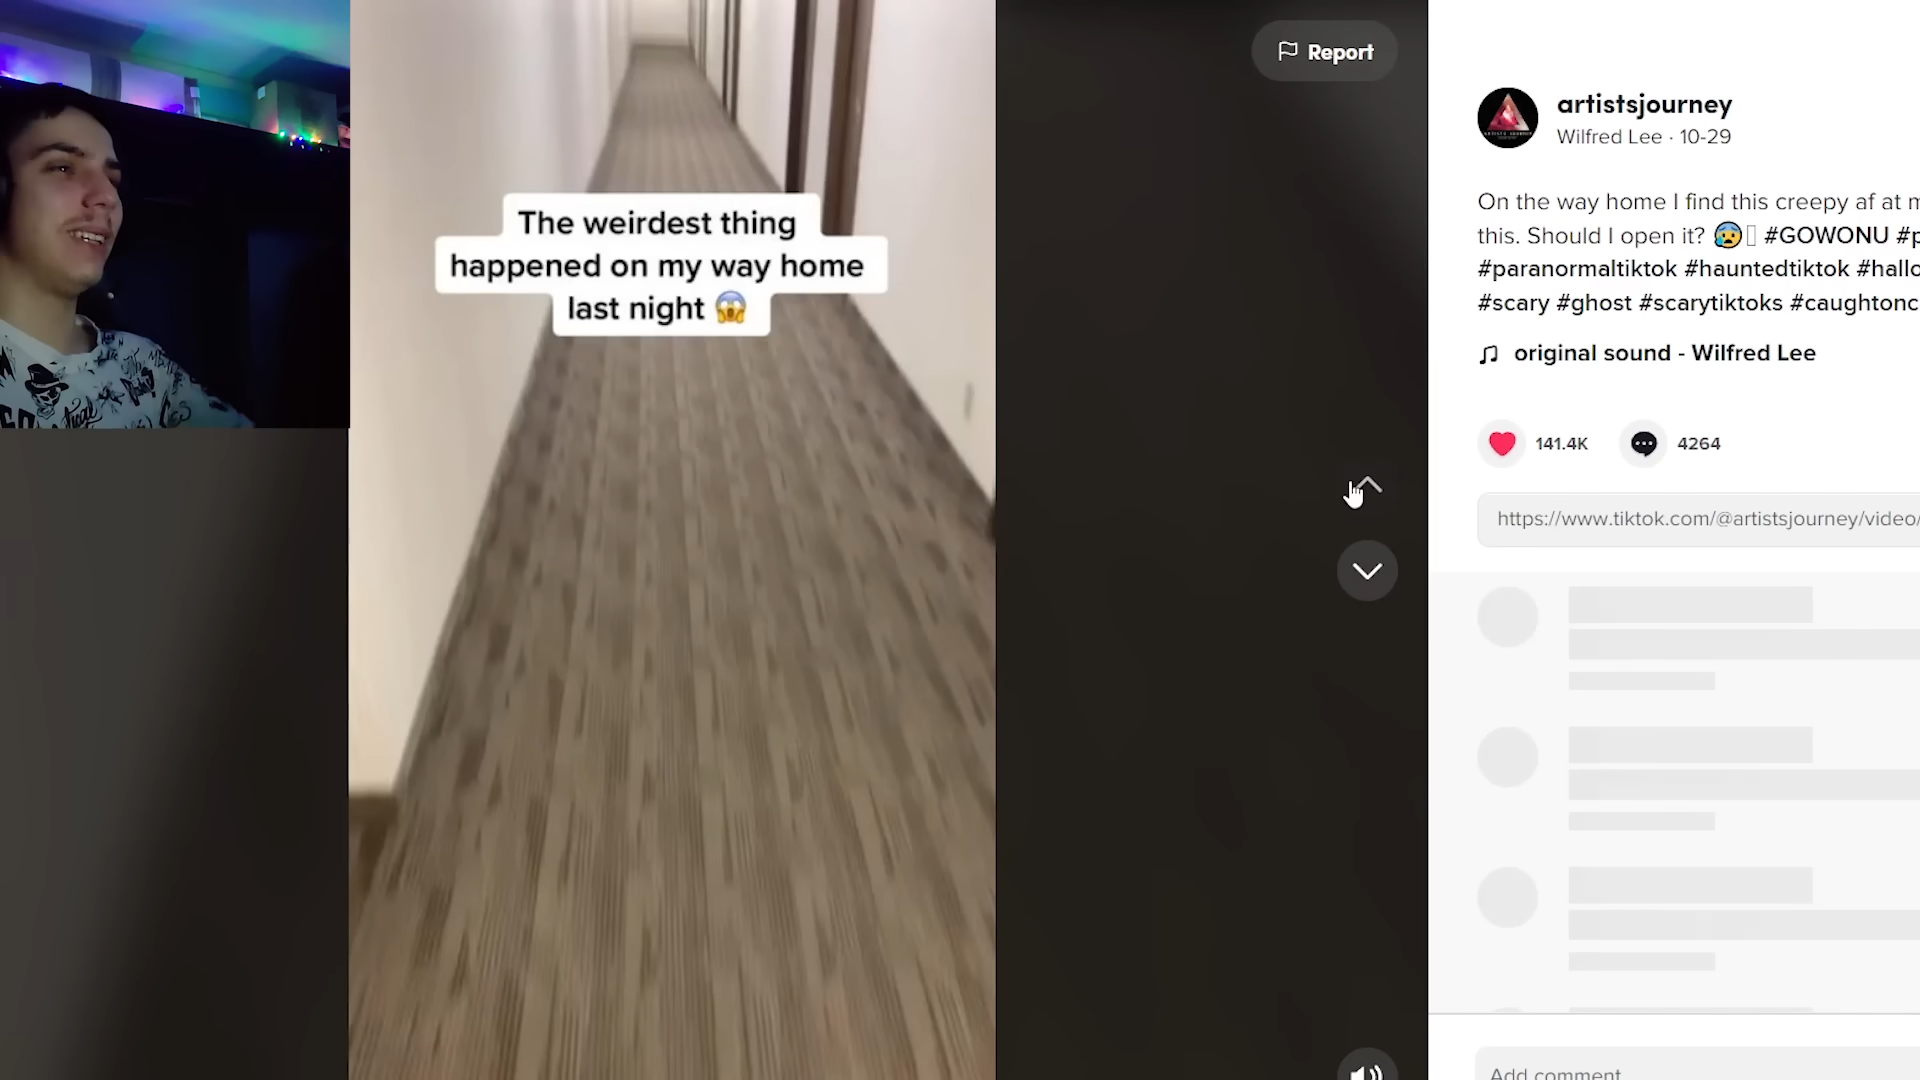 The weirdest thing
happened on my way home
last night 😱
Report
artistsjourney
Wilfred Lee · 10-29
On the way home I find this creepy af at
this. Should I open it? 😰 #GOWONU
#paranormaltiktok #hauntedtiktok
#scary #ghost #scarytiktoks
original sound - Wilfred Lee
141.4K
4264
https://www.tiktok.com/@artistsjourney/video/
Add comment